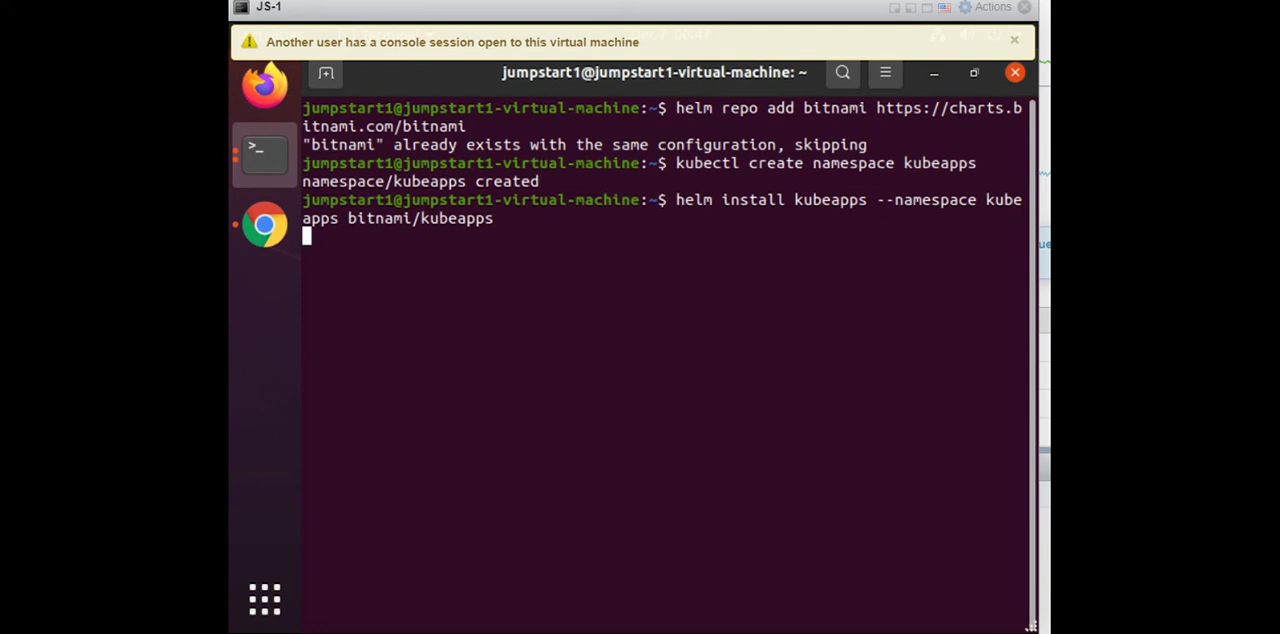 JS-1
Actions
Another user has a console session open to this virtual machine
jumpstart1@jumpstart1-virtual-machine: ~
jumpstart1@jumpstart1-virtual-machine:~$ helm repo add bitnami https://charts.b
itnami.com/bitnami
"bitnami" already exists with the same configuration, skipping
jumpstart1@jumpstart1-virtual-machine:~$ kubectl create namespace kubeapps
namespace/kubeapps created
jumpstart1@jumpstart1-virtual-machine:~$ helm install kubeapps --namespace kube
apps bitnami/kubeapps